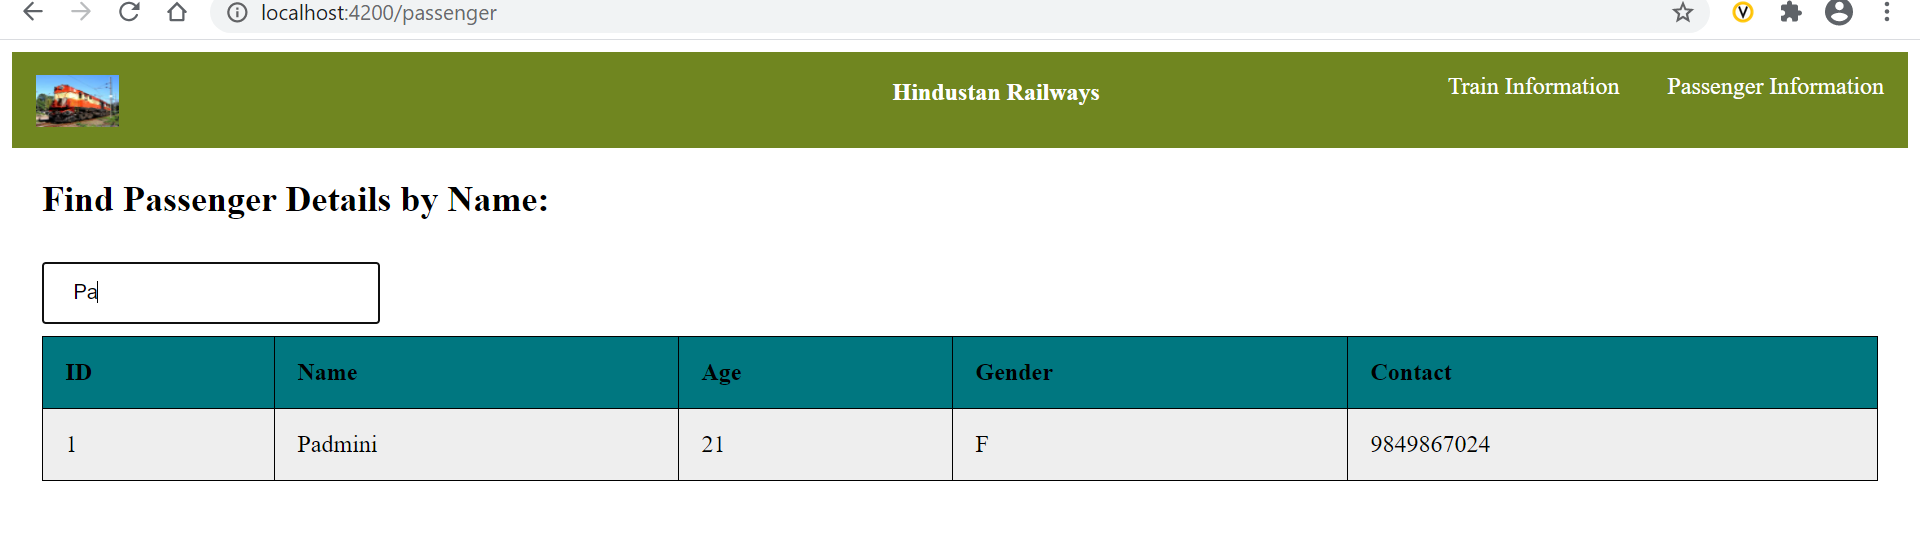 localhost:4200/passenger
V
Hindustan Railways
Train Information
Passenger Information
Find Passenger Details by Name:
Pa
ID Name Age Gender Contact
1 Padmini 21 F 9849867024